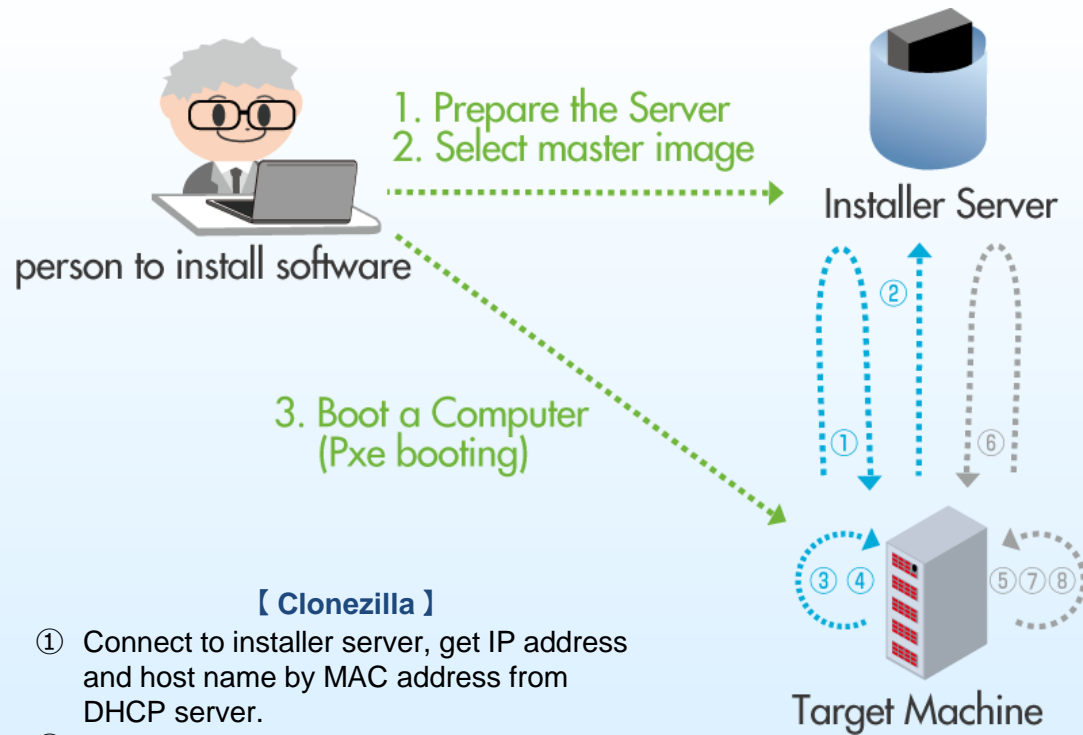 1. Prepare the Server
2. Select master image
Installer Server
person to install software
②
3. Boot a Computer
(Pxe booting)
①
⑥
③ ④
⑤⑦⑧
【 Clonezilla 】
① Connect to installer server, get IP address
and host name by MAC address from
DHCP server.
Target Machine